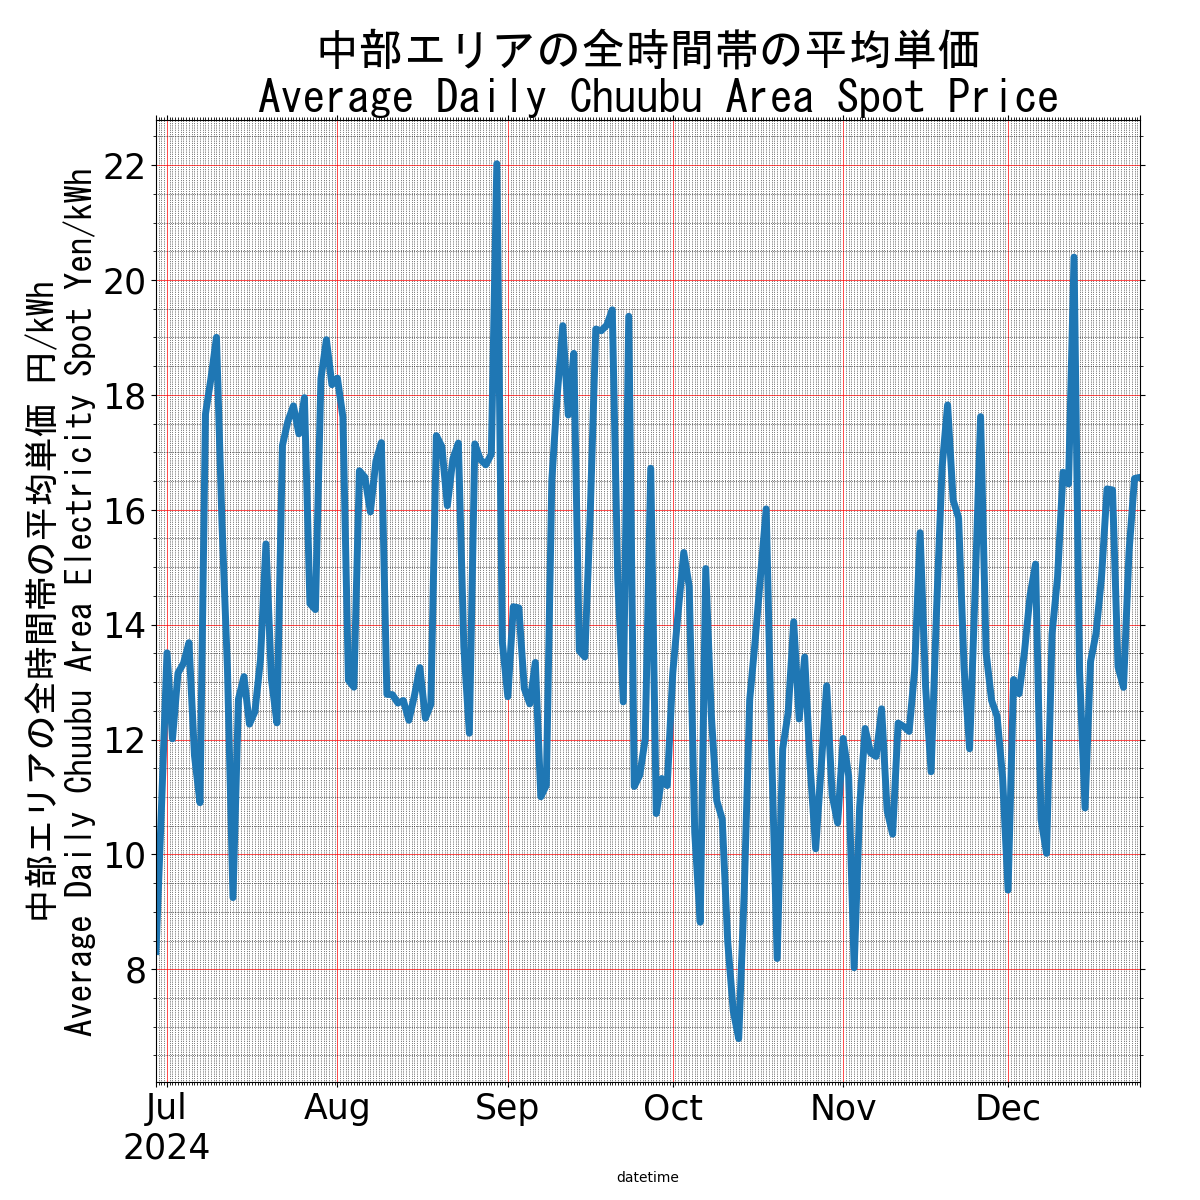 中部エリアの全時間帯の平均単価
Average Daily Chuubu Area Spot Price
中部エリアの全時間帯の平均単価 円/kWh
Average Daily Chuubu Area Electricity Spot Yen/kWh
22
20
18
16
14
12
10
8
Jul Aug Sep Oct Nov Dec
2024
datetime